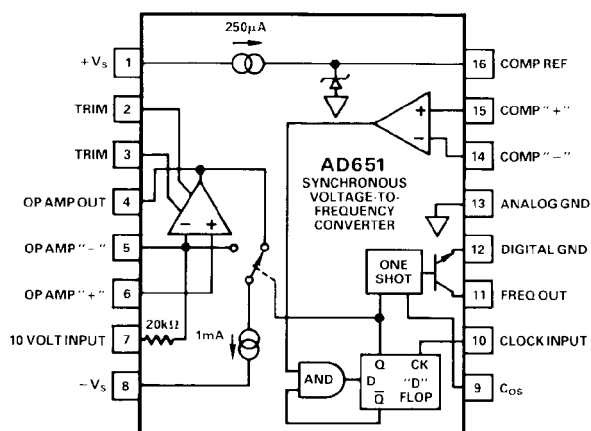 250µA
+VS 1
TRIM 2
TRIM 3
OP AMP OUT 4
OP AMP "–" 5
OP AMP "+" 6
10 VOLT INPUT 7
–VS 8
20kΩ
1mA
– +
+
–
AD651
SYNCHRONOUS
VOLTAGE-TO-
FREQUENCY
CONVERTER
ONE
SHOT
AND
Q CK
D "D"
Q̅ FLOP
16 COMP REF
15 COMP "+"
14 COMP "–"
13 ANALOG GND
12 DIGITAL GND
11 FREQ OUT
10 CLOCK INPUT
9 COS